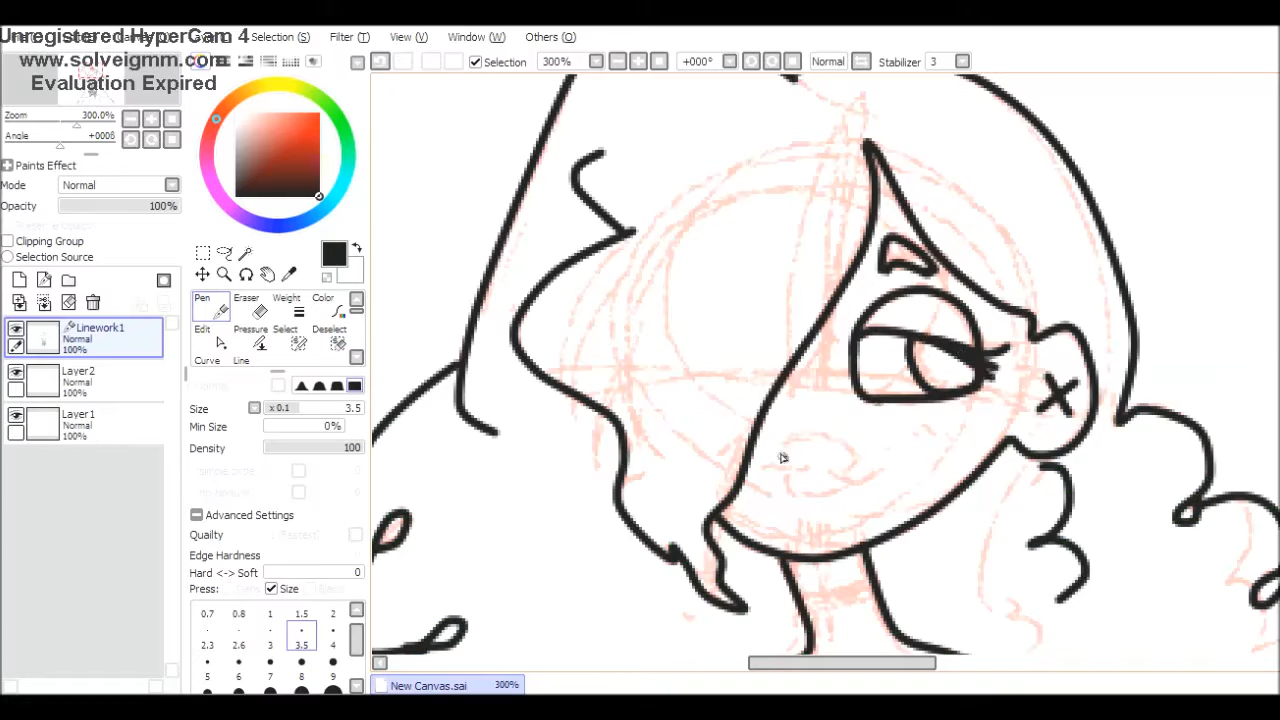 Unregistered HyperCam 4
www.solveigmm.com
Evaluation Expired
Selection (S) Filter (T) View (V) Window (W) Others (O)
Selection 300% +000° Normal Stabilizer 3
Zoom 300.0%
Angle +000ß
Paints Effect
Mode Normal
Opacity 100%
Clipping Group
Selection Source
Linework1
Normal
100%
Layer2
Normal
100%
Layer1
Normal
100%
Pen Eraser Weight Color
Edit Pressure Select Deselect
Curve Line
Size x 0.1 3.5
Min Size 0%
Density 100
Advanced Settings
Quailty (Fastest)
Edge Hardness
Hard <-> Soft 0
Press: Size
0.7 0.8 1 1.5 2
2.3 2.6 3 3.5 4
5 6 7 8 9
New Canvas.sai 300%